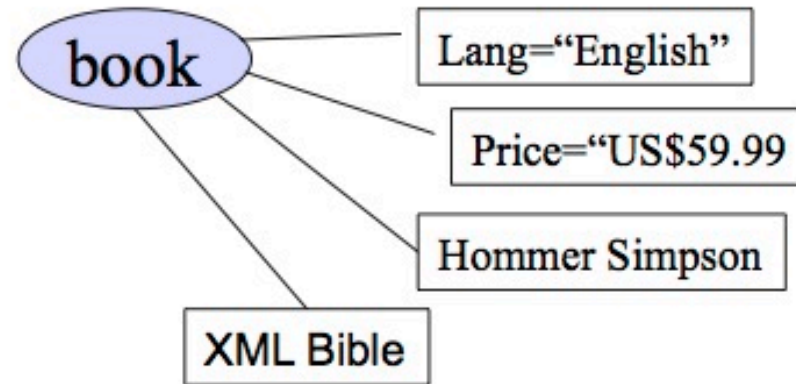 book
Lang=“English”
Price=“US$59.99
Hommer Simpson
XML Bible